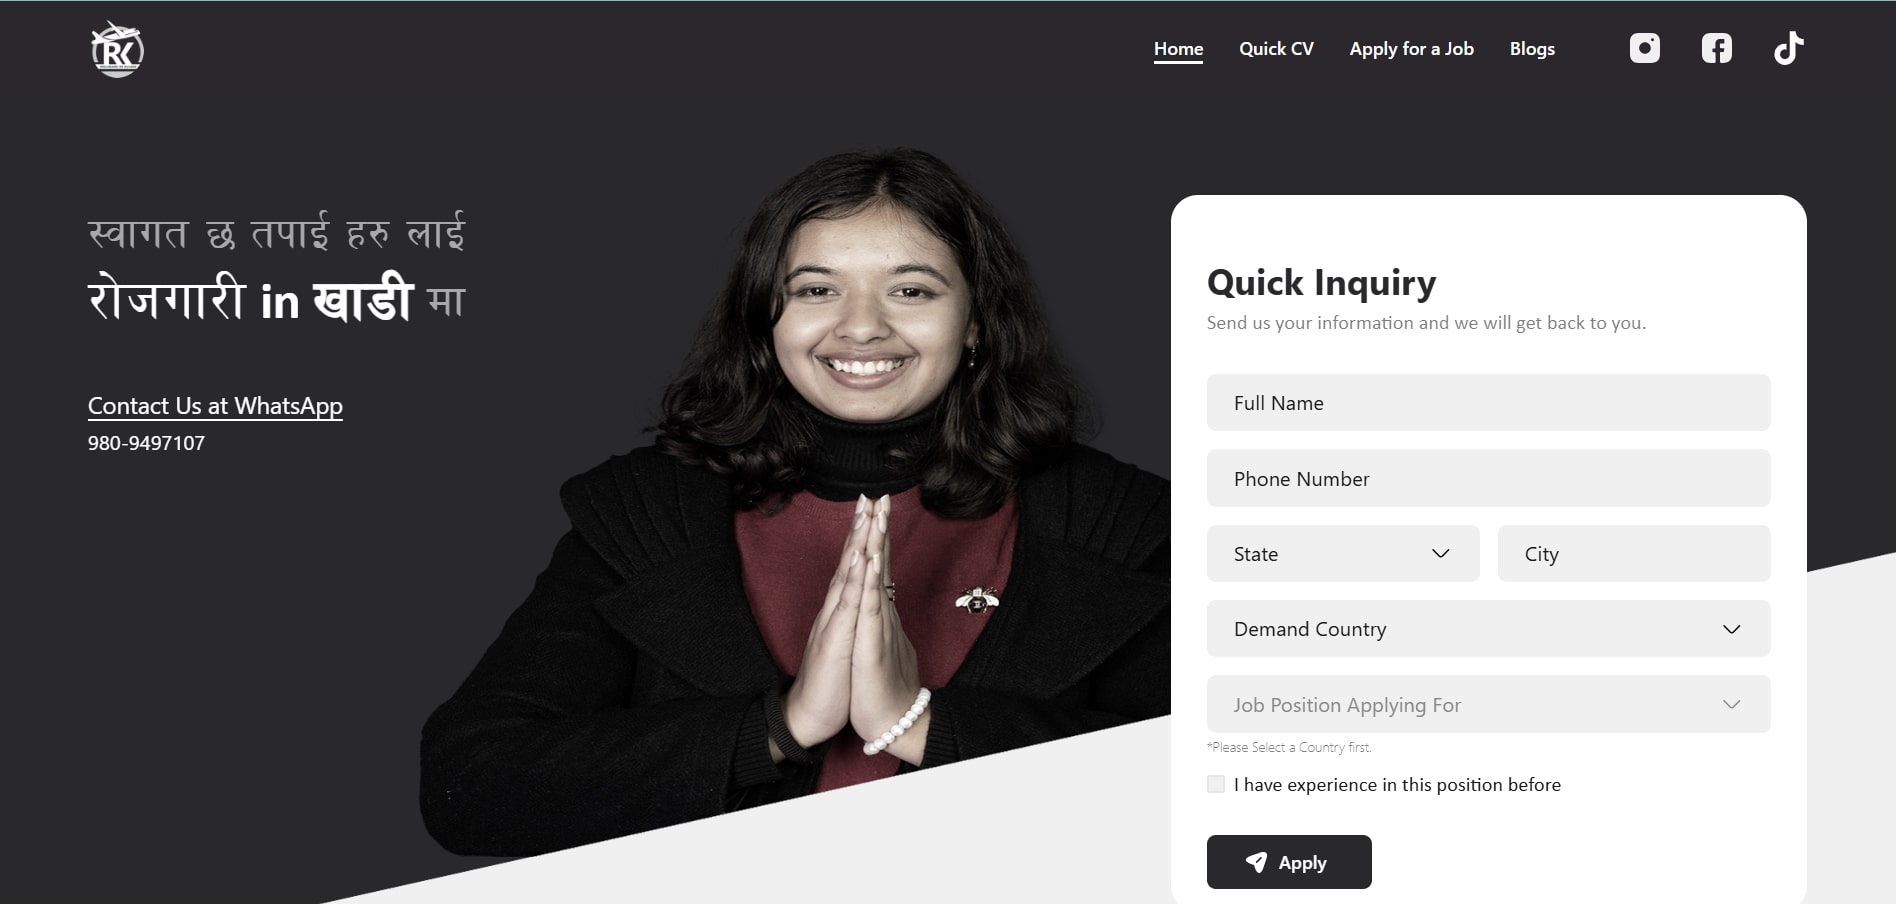 RK
Home
Quick CV
Apply for a Job
Blogs
स्वागत छ तपाई हरु लाई
रोजगारी in खाडी मा
Contact Us at WhatsApp
980-9497107
Quick Inquiry
Send us your information and we will get back to you.
Full Name
Phone Number
State
City
Demand Country
Job Position Applying For
*Please Select a Country first.
I have experience in this position before
Apply